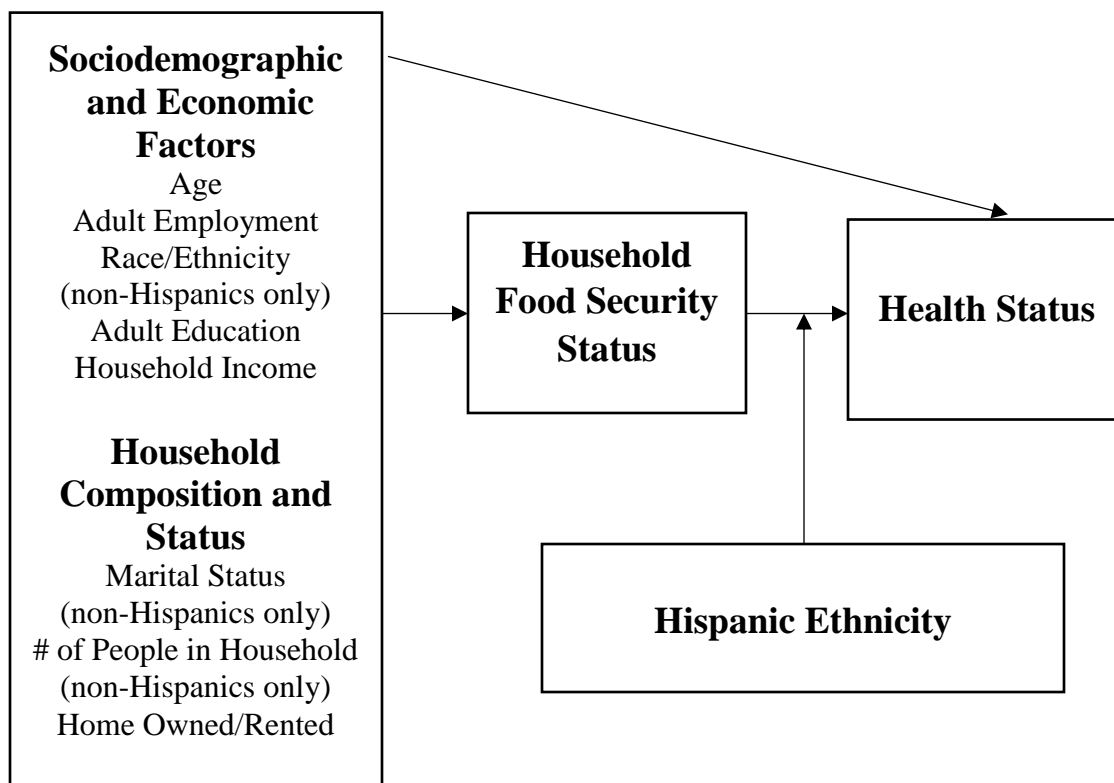 Sociodemographic
and Economic
Factors
Age
Adult Employment
Race/Ethnicity
(non-Hispanics only)
Adult Education
Household Income
Household
Composition and
Status
Marital Status
(non-Hispanics only)
# of People in Household
(non-Hispanics only)
Home Owned/Rented
Household
Food Security
Status
Health Status
Hispanic Ethnicity